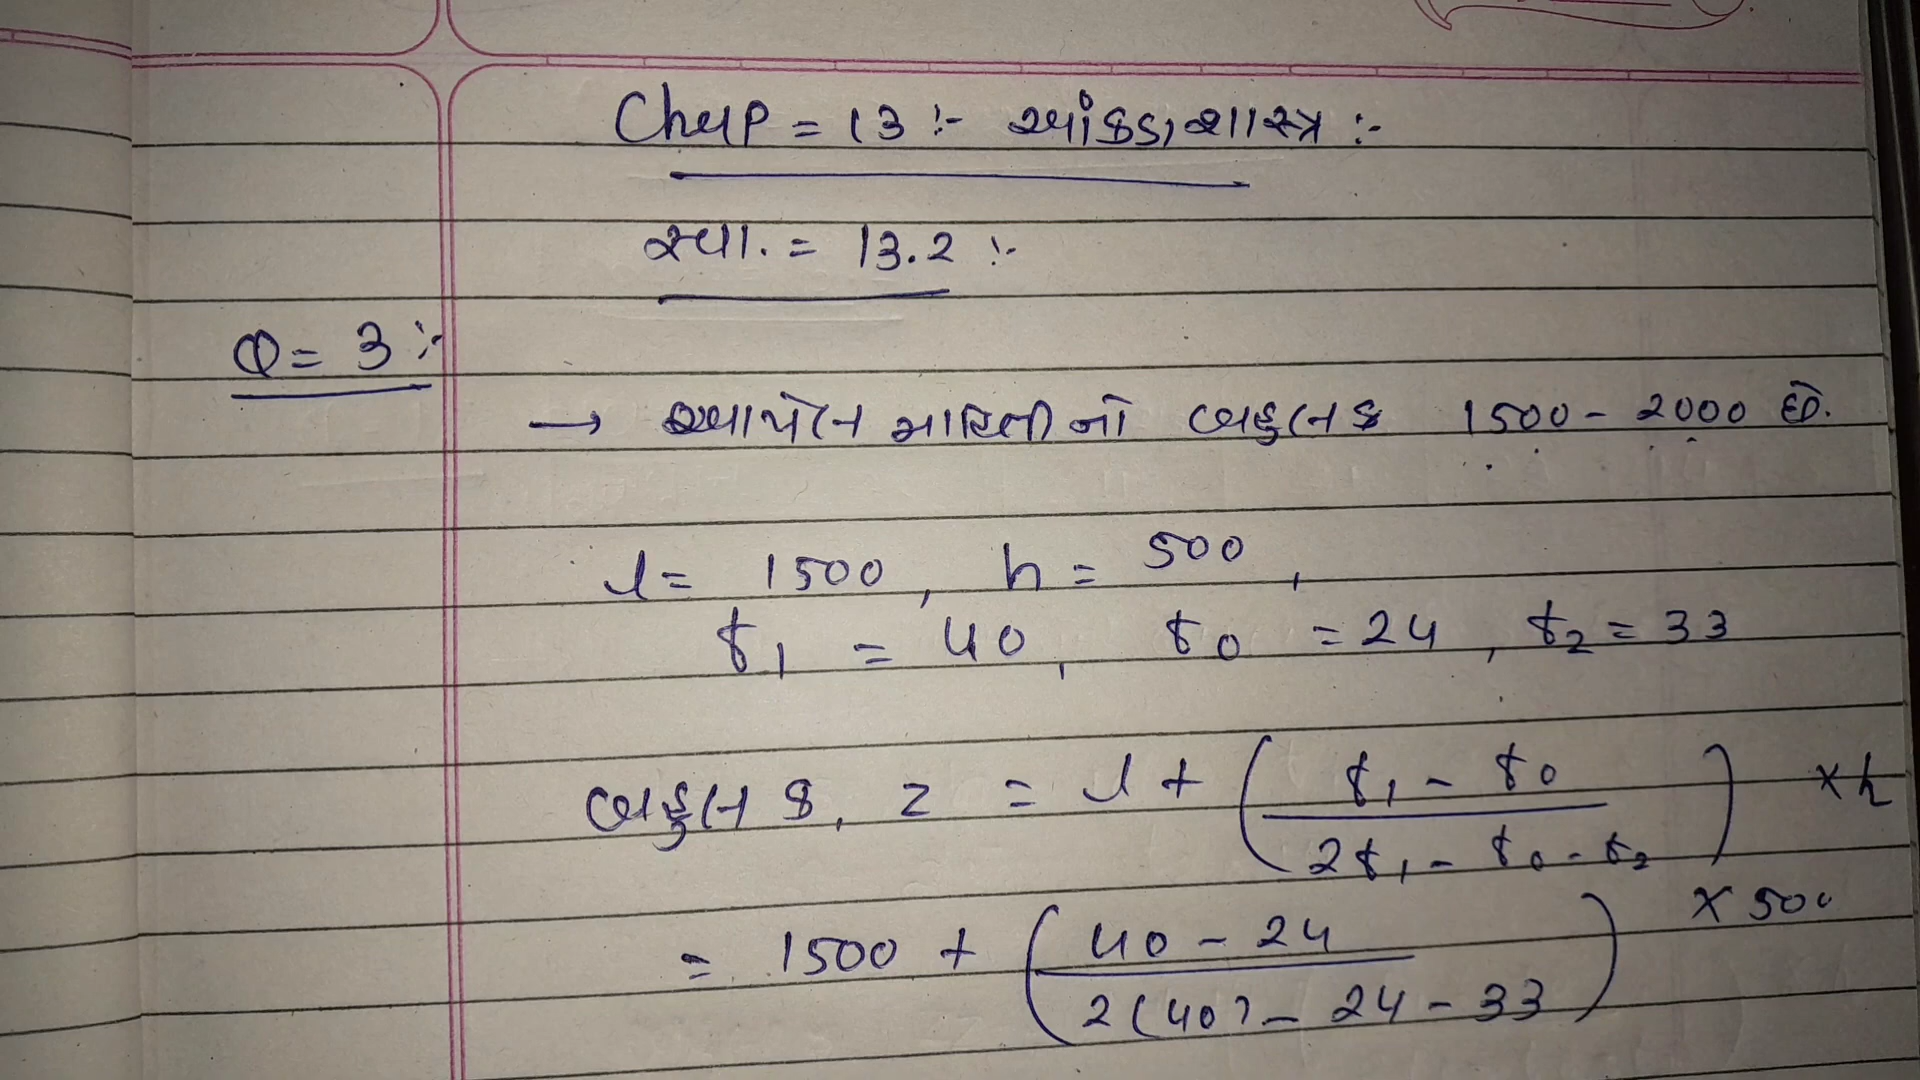 Chap = 13 :- આંકડાશાસ્ત્ર :-
સ્વા. = 13.2 :-
Q = 3 :-
→ આપેલ માહિતીનો બહુલક 1500 - 2000 છે.
l = 1500, h = 500,
f1 = 40, f0 = 24, f2 = 33
બહુલક, z = l + ( f1 - f0 / 2f1 - f0 - f2 ) × h
= 1500 + ( 40 - 24 / 2(40) - 24 - 33 ) × 500